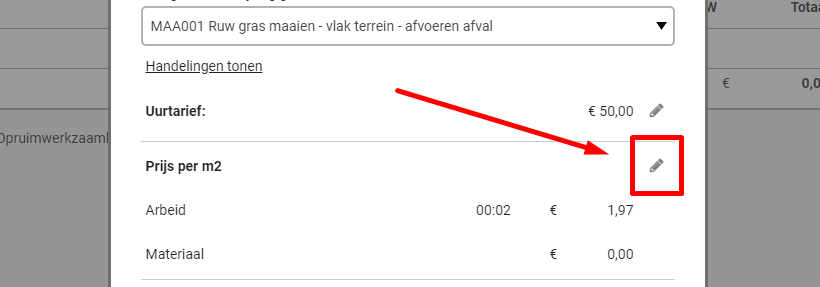 W Totaa
MAA001 Ruw gras maaien - vlak terrein - afvoeren afval
Handelingen tonen
€ 0,0
Uurtarief: € 50,00
Opruimwerkzaaml
Prijs per m2
Arbeid 00:02 € 1,97
Materiaal € 0,00